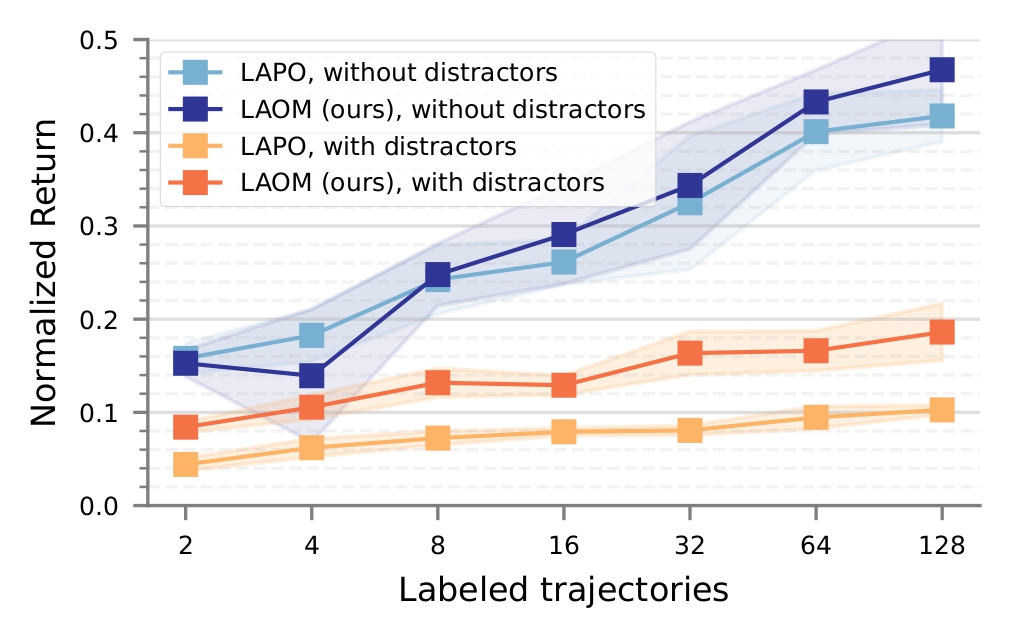 0.5
0.4
0.3
0.2
0.1
0.0
Normalized Return
LAPO, without distractors
LAOM (ours), without distractors
LAPO, with distractors
LAOM (ours), with distractors
2 4 8 16 32 64 128
Labeled trajectories